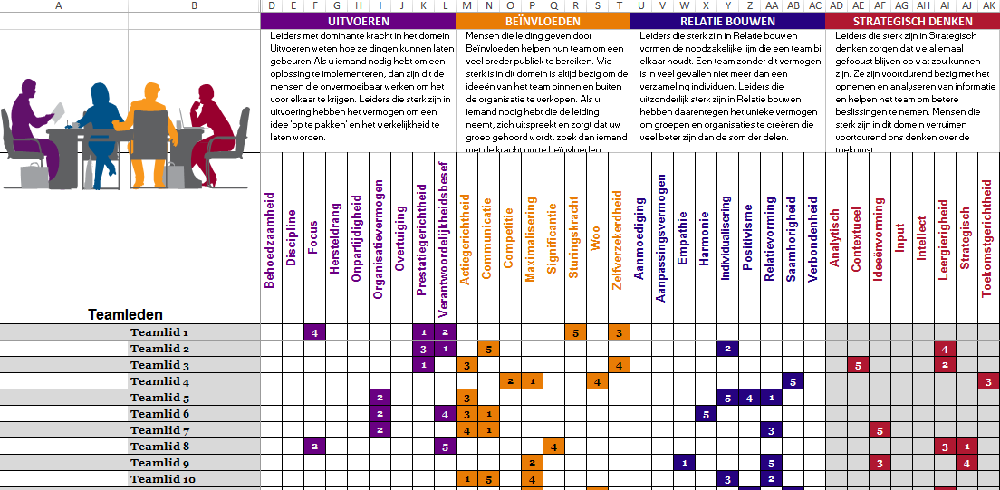 A B D E F G H I J K L M N O P Q R S T U V W X Y Z AA AB AC AD AE AF AG AH AI AJ AK
UITVOEREN BEÏNVLOEDEN RELATIE BOUWEN STRATEGISCH DENKEN
Leiders met dominante kracht in het domein
Uitvoeren weten hoe ze dingen kunnen laten
gebeuren. Als u iemand nodig hebt om een
oplossing te implementeren, dan zijn dit de
mensen die onvermoeibaar werken om het
voor elkaar te krijgen. Leiders die sterk zijn in
uitvoering hebben het vermogen om een
idee 'op te pakken' en het werkelijkheid te
laten worden.
Mensen die leiding geven door
Beïnvloeden helpen hun team om een
veel breder publiek te bereiken. Wie
sterk is in dit domein is altijd bezig om de
ideeën van het team binnen en buiten
de organisatie te verkopen. Als u
iemand nodig hebt die de leiding
neemt, zich uitspreekt en zorgt dat uw
groep gehoord wordt, zoek dan iemand
met de kracht om te beïnvloeden
Leiders die sterk zijn in Relatie bouwen
vormen de noodzakelijke lijm die een team bij
elkaar houdt. Een team zonder dit vermogen
is in veel gevallen niet meer dan een
verzameling individuen. Leiders die
uitzonderlijk sterk zijn in Relatie bouwen
hebben daarentegen het unieke vermogen
om groepen en organisaties te creëren die
veel beter zijn dan de som der delen.
Leiders die sterk zijn in Strategisch
denken zorgen dat we allemaal
gefocust blijven op wat zou kunnen
zijn. Ze zijn voortdurend bezig met het
opnemen en analyseren van informatie
en helpen het team om betere
beslissingen te nemen. Mensen die
sterk zijn in dit domein verruimen
voortdurend ons denken over de
toekomst
Behoedzaamheid
Discipline
Focus
Hersteldrang
Onpartijdigheid
Organisatievermogen
Overtuiging
Prestatiegerichtheid
Verantwoordelijkheidsbesef
Actiegerichtheid
Communicatie
Competitie
Maximalisering
Significantie
Sturingskracht
Woo
Zelfverzekerdheid
Aanmoediging
Aanpassingsvermogen
Empathie
Harmonie
Individualisering
Positivisme
Relatievorming
Saamhorigheid
Verbondenheid
Analytisch
Contextueel
Ideeënvorming
Input
Intellect
Leergierigheid
Strategisch
Toekomstgerichtheid
Teamleden
Teamlid 1 4 1 2 5 3
Teamlid 2 3 1 5 2 4
Teamlid 3 1 3 4 5 2
Teamlid 4 2 1 4 5 3
Teamlid 5 2 3 5 4 1
Teamlid 6 2 4 3 1 5
Teamlid 7 2 4 1 3 5
Teamlid 8 2 5 4 3 1
Teamlid 9 2 1 5 3 4
Teamlid 10 1 5 4 3 2